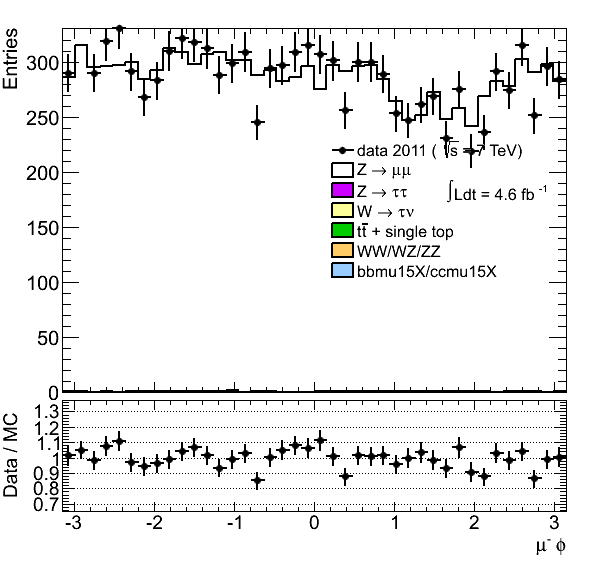 Entries
300
250
200
150
100
50
0
data 2011 ( √s = 7 TeV)
Z → μμ
Z → ττ
∫Ldt = 4.6 fb⁻¹
W → τν
tt̄ + single top
WW/WZ/ZZ
bbmu15X/ccmu15X
Data / MC
1.3
1.2
1.1
1
0.9
0.8
0.7
-3 -2 -1 0 1 2 3
μ⁻ ϕ